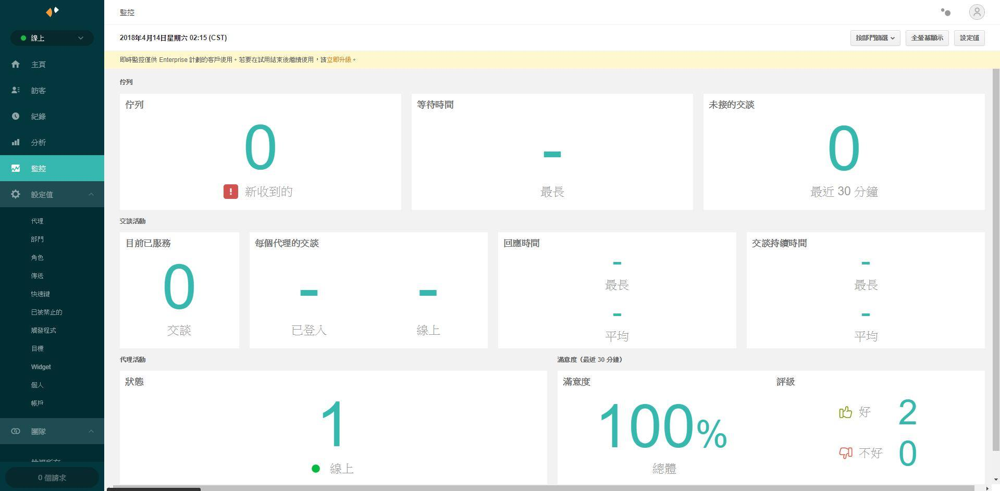 線上
主頁
訪客
紀錄
分析
監控
設定值
代理
部門
角色
傳送
快速鍵
已被禁止的
觸發程式
目標
Widget
個人
帳戶
團隊
0 個請求
監控
2018年4月14日星期六 02:15 (CST)
按部門篩選
全螢幕顯示
設定值
即時監控僅供 Enterprise 計劃的客戶使用。若要在試用結束後繼續使用，請立即升級。
佇列
佇列
0
! 新收到的
等待時間
-
最長
未接的交談
0
最近 30 分鐘
交談活動
目前已服務
0
交談
每個代理的交談
-
已登入
-
線上
回應時間
-
最長
-
平均
交談持續時間
-
最長
-
平均
代理活動
狀態
1
線上
滿意度（最近 30 分鐘）
滿意度
100%
總體
評級
好 2
不好 0